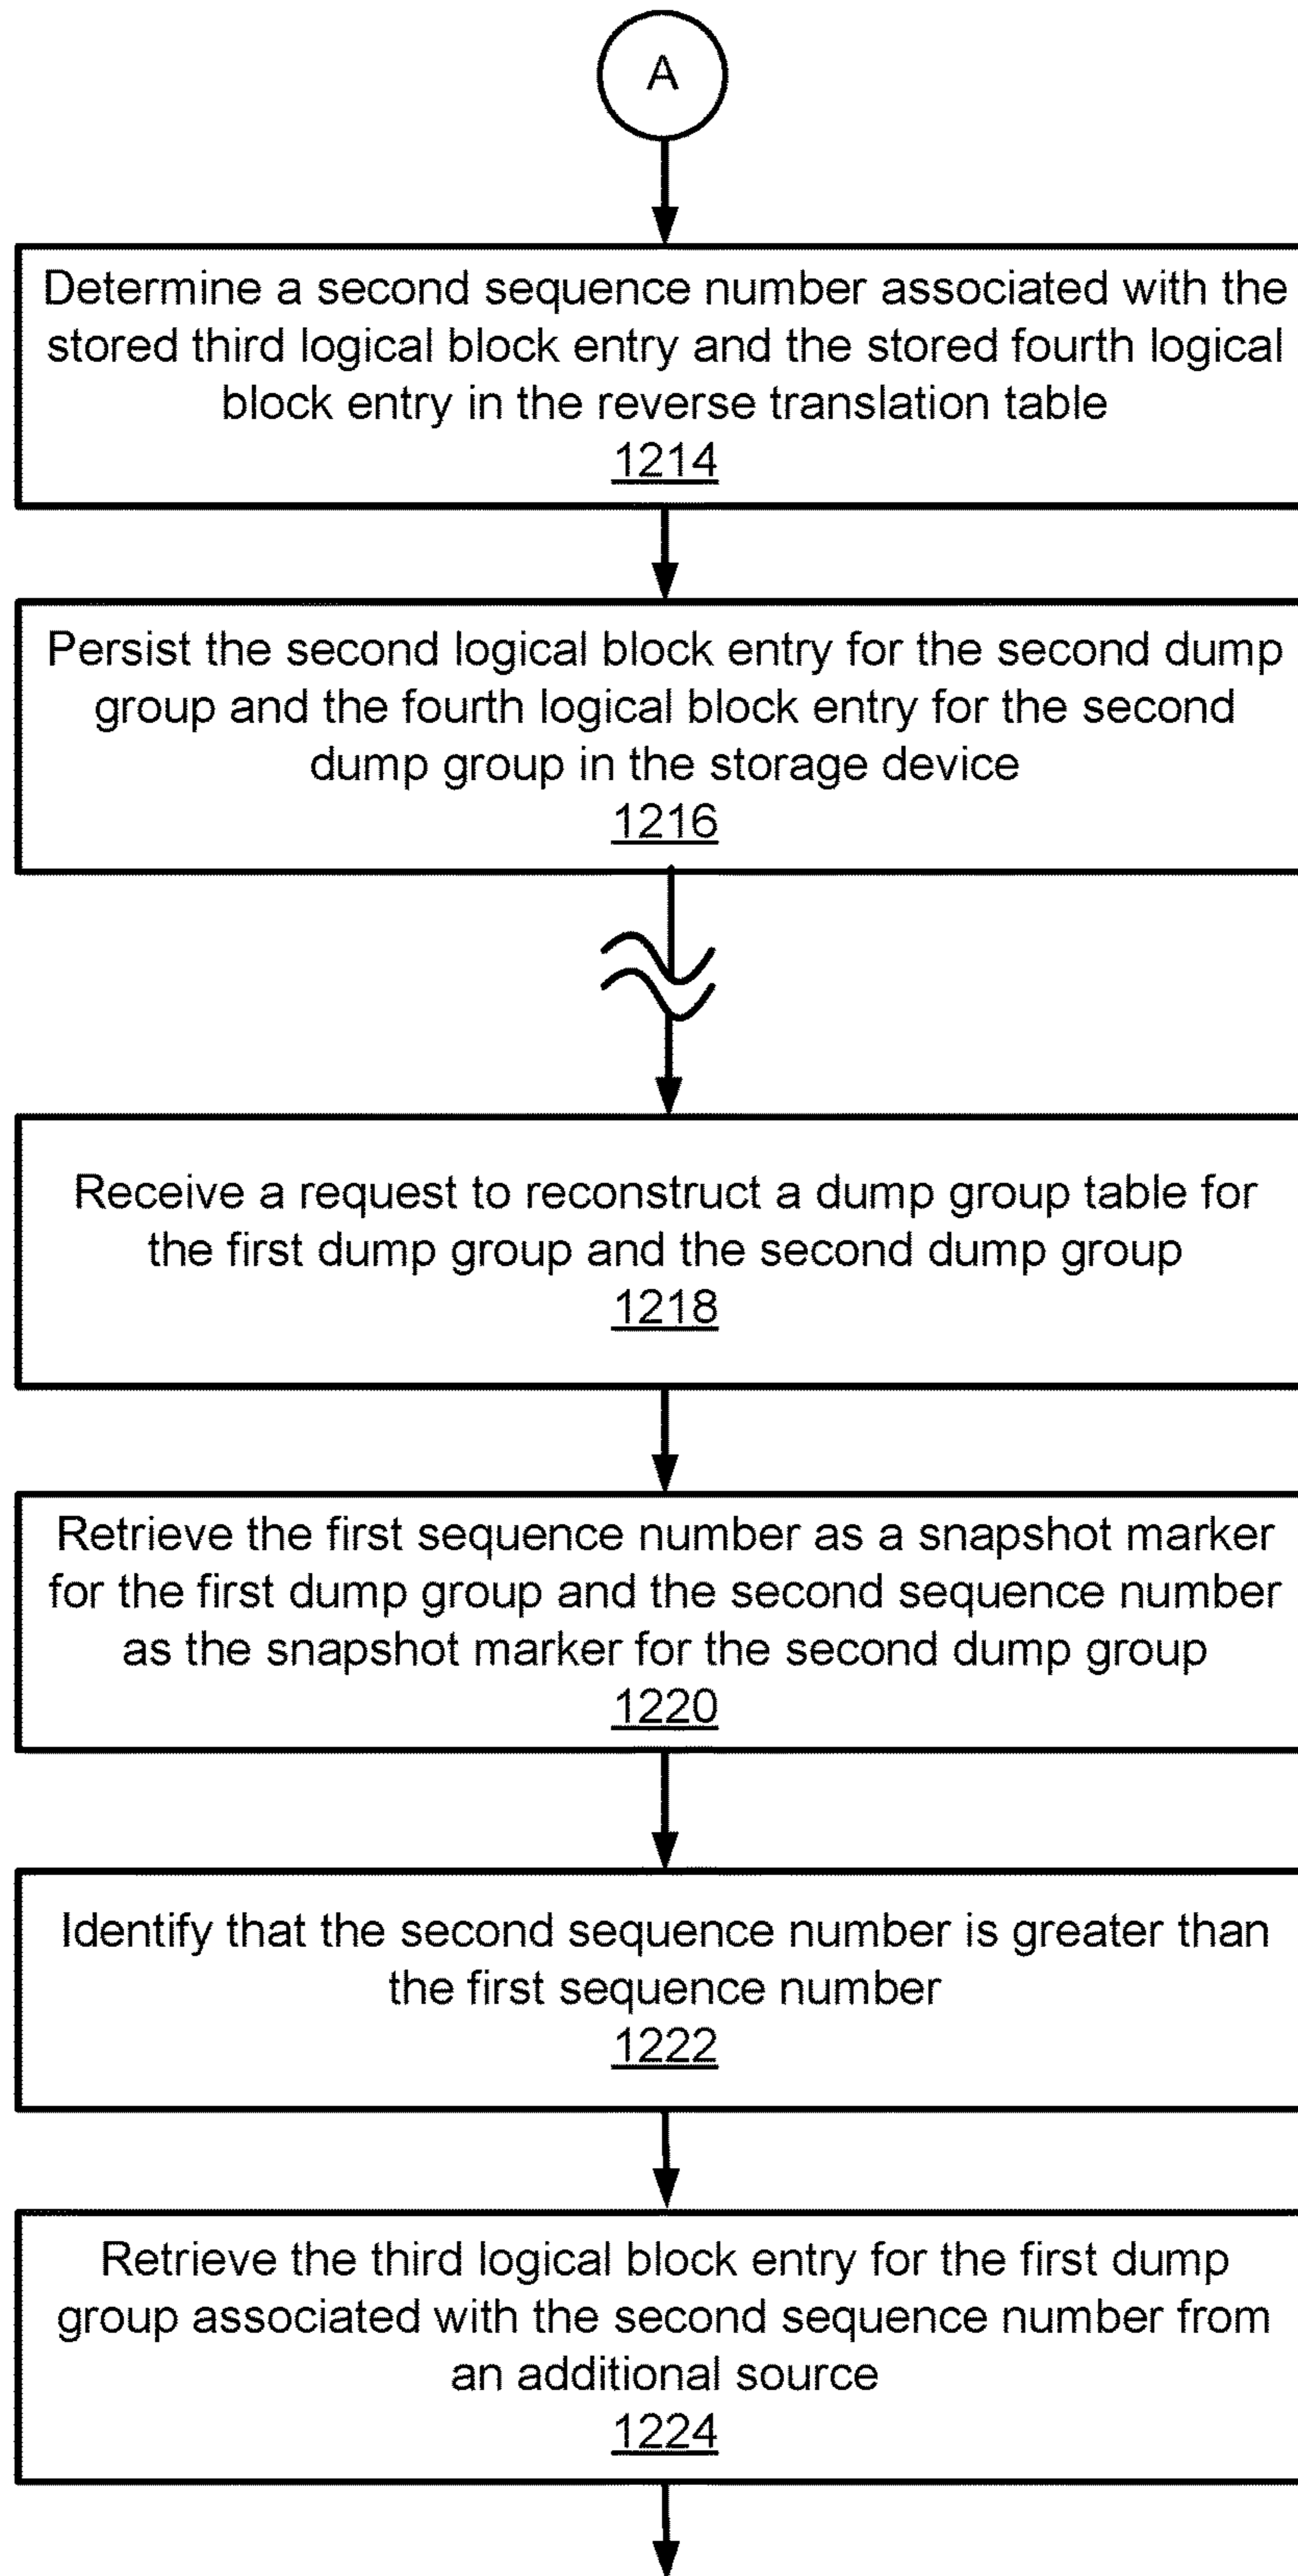 A
Determine a second sequence number associated with the
stored third logical block entry and the stored fourth logical
block entry in the reverse translation table
1214
Persist the second logical block entry for the second dump
group and the fourth logical block entry for the second
dump group in the storage device
1216
Receive a request to reconstruct a dump group table for
the first dump group and the second dump group
1218
Retrieve the first sequence number as a snapshot marker
for the first dump group and the second sequence number
as the snapshot marker for the second dump group
1220
Identify that the second sequence number is greater than
the first sequence number
1222
Retrieve the third logical block entry for the first dump
group associated with the second sequence number from
an additional source
1224